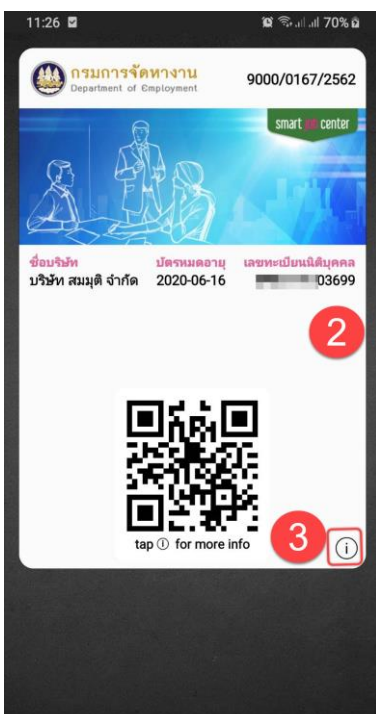 11:26 70%
กรมการจัดหางาน
Department of Employment
9000/0167/2562
smart job center
ชื่อบริษัท บัตรหมดอายุ เลขทะเบียนนิติบุคคล
บริษัท สมมุติ จำกัด 2020-06-16 03699
2
tap ⓘ for more info
3